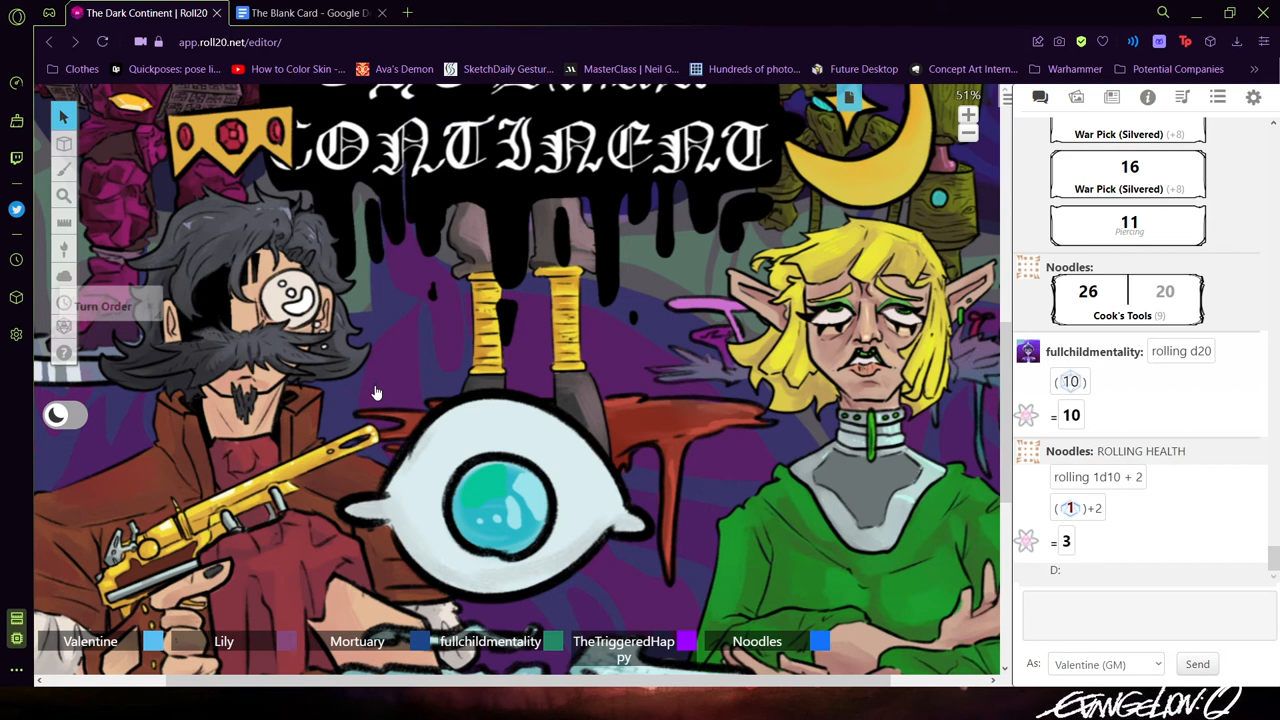 The Dark Continent | Roll20
The Blank Card - Google D
app.roll20.net/editor/
Clothes
Quickposes: pose li...
How to Color Skin -...
Ava's Demon
SketchDaily Gestur...
MasterClass | Neil G...
Hundreds of photo...
Future Desktop
Concept Art Intern...
Warhammer
Potential Companies
CONTINENT
51%
Turn Order
War Pick (Silvered) (+8)
16
War Pick (Silvered) (+8)
11
Piercing
Noodles:
26 20
Cook's Tools (9)
fullchildmentality: rolling d20
(10)
= 10
Noodles: ROLLING HEALTH
rolling 1d10 + 2
(1)+2
= 3
D:
Valentine
Lily
Mortuary
fullchildmentality
TheTriggeredHap
py
Noodles
As: Valentine (GM) Send